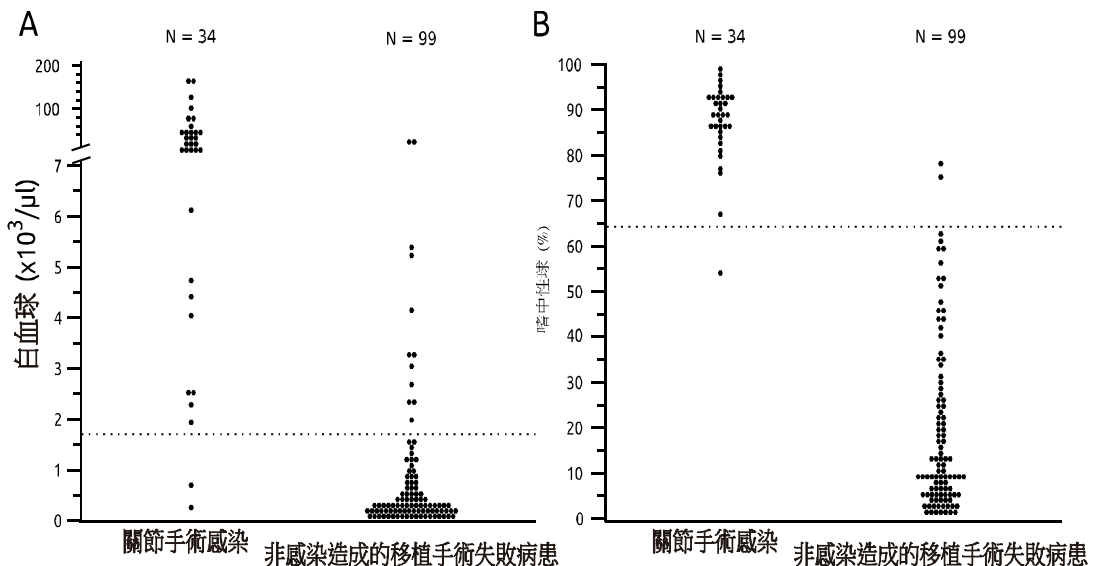 A
N = 34
N = 99
200
100
7
6
5
4
3
2
1
0
白血球 (x10³/µl)
關節手術感染
非感染造成的移植手術失敗病患
B
N = 34
N = 99
100
90
80
70
60
50
40
30
20
10
0
嗜中性球 (%)
關節手術感染
非感染造成的移植手術失敗病患